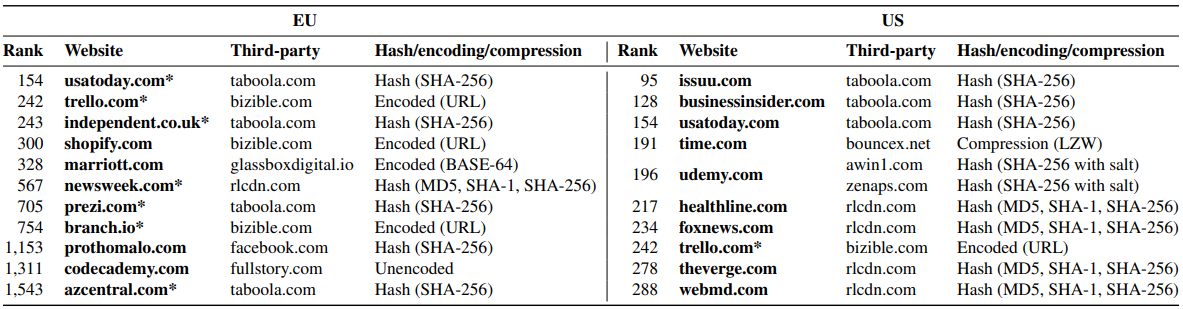 EU US
Rank Website Third-party Hash/encoding/compression Rank Website Third-party Hash/encoding/compression
154 usatoday.com* taboola.com Hash (SHA-256) 95 issuu.com taboola.com Hash (SHA-256)
242 trello.com* bizible.com Encoded (URL) 128 businessinsider.com taboola.com Hash (SHA-256)
243 independent.co.uk* taboola.com Hash (SHA-256) 154 usatoday.com taboola.com Hash (SHA-256)
300 shopify.com bizible.com Encoded (URL) 191 time.com bouncex.net Compression (LZW)
328 marriott.com glassboxdigital.io Encoded (BASE-64) 196 udemy.com awin1.com Hash (SHA-256 with salt)
567 newsweek.com* rlcdn.com Hash (MD5, SHA-1, SHA-256) zenaps.com Hash (SHA-256 with salt)
705 prezi.com* taboola.com Hash (SHA-256) 217 healthline.com rlcdn.com Hash (MD5, SHA-1, SHA-256)
754 branch.io* bizible.com Encoded (URL) 234 foxnews.com rlcdn.com Hash (MD5, SHA-1, SHA-256)
1,153 prothomalo.com facebook.com Hash (SHA-256) 242 trello.com* bizible.com Encoded (URL)
1,311 codecademy.com fullstory.com Unencoded 278 theverge.com rlcdn.com Hash (MD5, SHA-1, SHA-256)
1,543 azcentral.com* taboola.com Hash (SHA-256) 288 webmd.com rlcdn.com Hash (MD5, SHA-1, SHA-256)